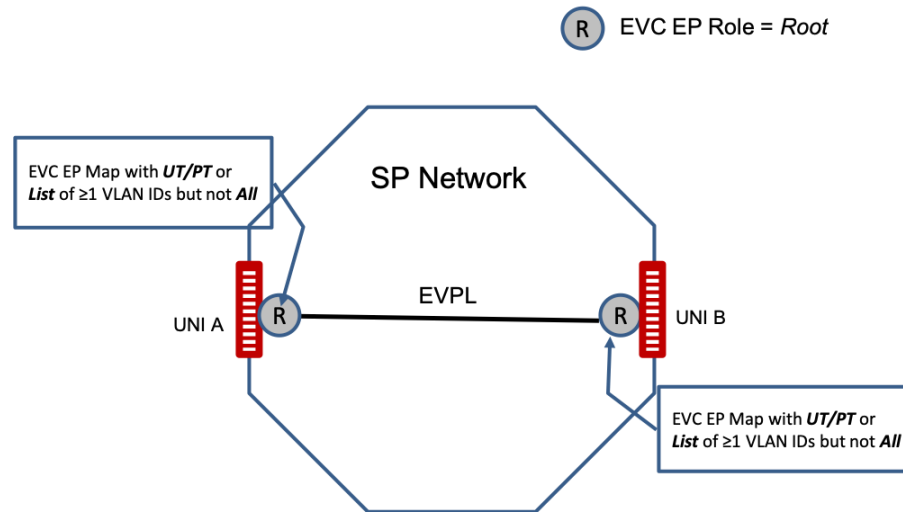 R EVC EP Role = Root
EVC EP Map with UT/PT or
List of ≥1 VLAN IDs but not All
SP Network
EVPL
UNI A
R
R
UNI B
EVC EP Map with UT/PT or
List of ≥1 VLAN IDs but not All